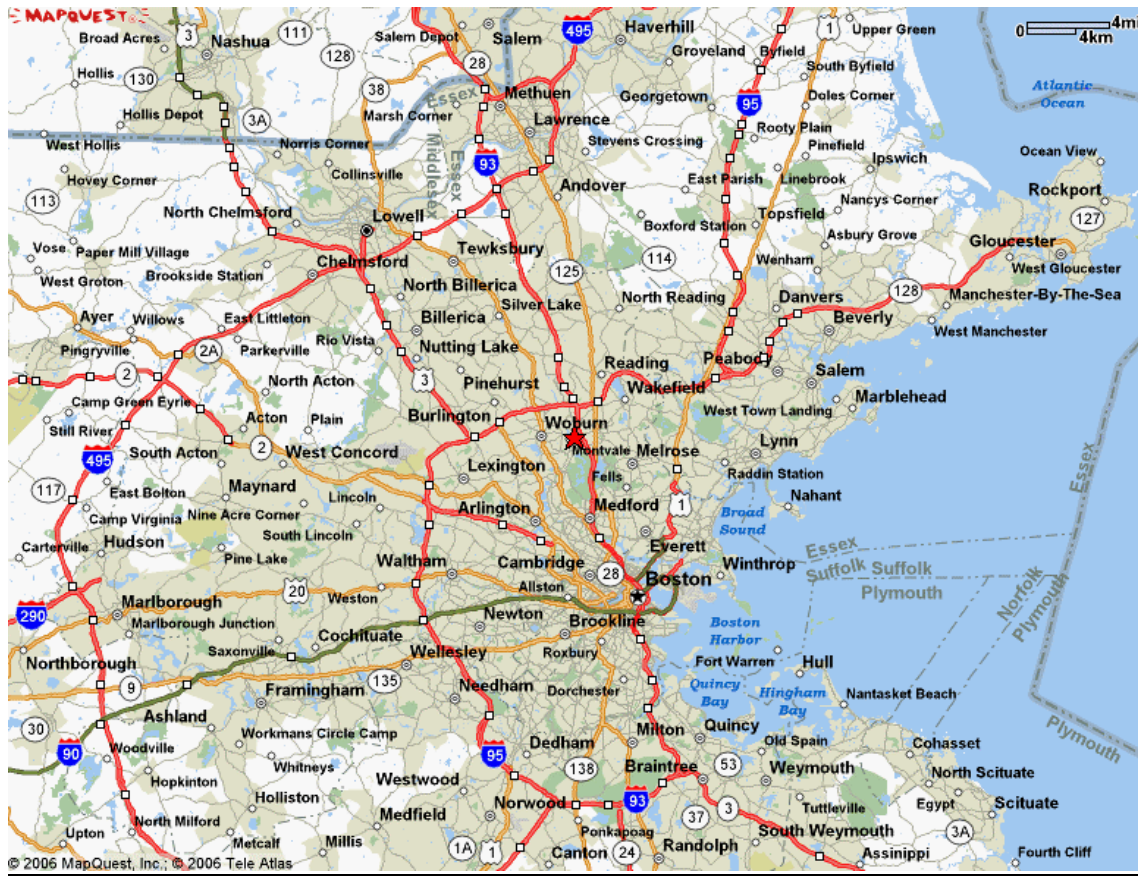 MAPQUEST
3
495
Haverhill
1
Upper Green
4mi
0
4km
Broad Acres
Nashua
111
128
Salem Depot
Salem
Groveland
Byfield
Hollis
130
28
38
South Byfield
Atlantic
Ocean
Hollis Depot
3A
Essex
Methuen
Marsh Corner
Georgetown
95
Doles Corner
Lawrence
Rooty Plain
West Hollis
Norris Corner
Middlesex
Essex
93
Stevens Crossing
Pinefield
Ocean View
Ipswich
Hovey Corner
Collinsville
Andover
East Parish
Linebrook
Rockport
113
Nancys Corner
North Chelmsford
Lowell
Boxford Station
Topsfield
127
Vose
Paper Mill Village
Tewksbury
Asbury Grove
Gloucester
Chelmsford
125
114
Wenham
West Gloucester
West Groton
Brookside Station
North Billerica
Silver Lake
North Reading
Danvers
128
Manchester-By-The-Sea
Ayer
Willows
East Littleton
Billerica
Beverly
West Manchester
Pingryville
2A
Parkerville
Rio Vista
Nutting Lake
Reading
Peabody
2
North Acton
3
Pinehurst
Wakefield
Salem
Camp Green Eyrie
Marblehead
Acton
Plain
Burlington
Woburn
West Town Landing
Still River
2
South Acton
West Concord
Montvale
Melrose
Lynn
495
Lexington
Fells
Raddin Station
117
East Bolton
Maynard
Lincoln
Arlington
Medford
1
Nahant
Essex
Camp Virginia
Nine Acre Corner
Broad
Sound
Hudson
South Lincoln
Carterville
Pine Lake
Waltham
Cambridge
Everett
Winthrop
Essex
Suffolk
Suffolk
28
Boston
Plymouth
Norfolk
Plymouth
20
Allston
290
Marlborough
Weston
Newton
Brookline
Boston
Harbor
Marlborough Junction
Cochituate
Saxonville
Roxbury
Northborough
Wellesley
Fort Warren
Hull
9
135
Needham
Dorchester
Quincy
Bay
Hingham
Bay
Nantasket Beach
Framingham
30
Ashland
Workmans Circle Camp
Milton
Quincy
Plymouth
90
Woodville
95
Dedham
Old Spain
Cohasset
Hopkinton
Whitneys
Westwood
138
Braintree
53
Weymouth
North Scituate
Holliston
Norwood
93
3
Tuttleville
Egypt
Scituate
Medfield
37
North Milford
Ponkapoag
South Weymouth
3A
Upton
Metcalf
Millis
1A
1
Canton
24
Randolph
Assinippi
Fourth Cliff
© 2006 MapQuest, Inc.; © 2006 Tele Atlas